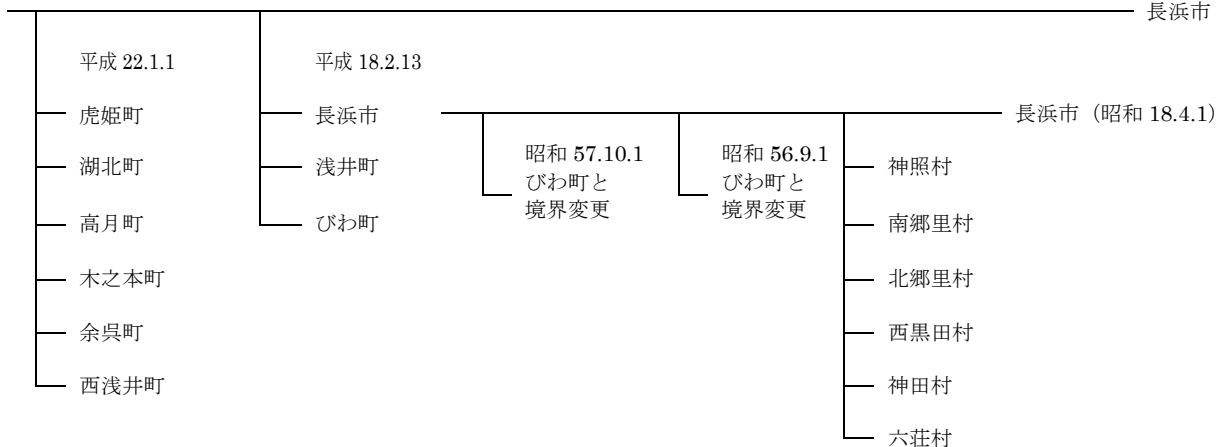 長浜市
平成 22.1.1
虎姫町
湖北町
高月町
木之本町
余呉町
西浅井町
平成 18.2.13
長浜市
浅井町
びわ町
昭和 57.10.1
びわ町と
境界変更
昭和 56.9.1
びわ町と
境界変更
長浜市（昭和 18.4.1）
神照村
南郷里村
北郷里村
西黒田村
神田村
六荘村